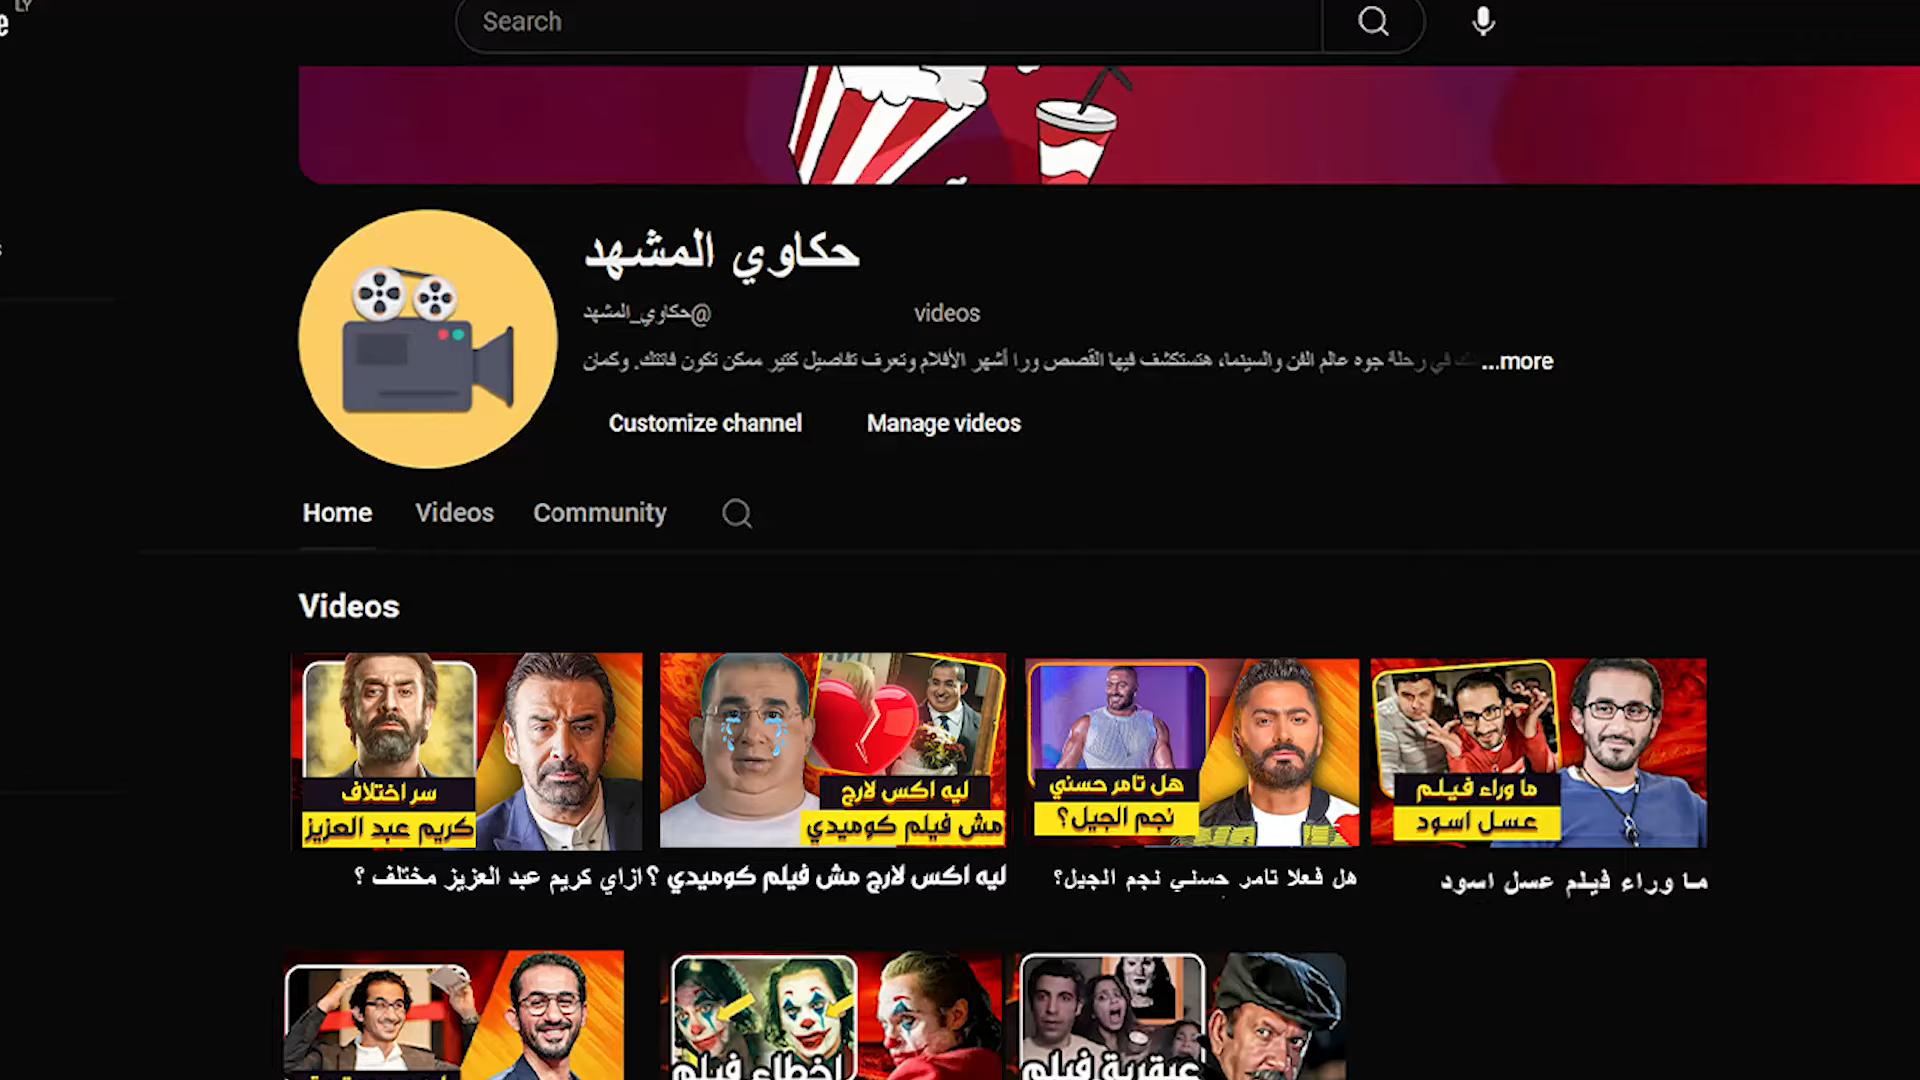 LY
Search
حكاوي المشهد
@حكاوي_المشهد videos
في رحلة جوه عالم الفن والسينما، هتستكشف فيها القصص ورا أشهر الأفلام وتعرف تفاصيل كتير ممكن تكون فاتتك. وكمان ...more
Customize channel Manage videos
Home Videos Community
Videos
سر اختلاف
كريم عبد العزيز
ليه اكس لارج
مش فيلم كوميدي
هل تامر حسني
نجم الجيل؟
ما وراء فيلم
عسل اسود
ازاي كريم عبد العزيز مختلف ؟
ليه اكس لارج مش فيلم كوميدي ؟
هل فعلا تامر حسني نجم الجيل؟
ما وراء فيلم عسل اسود
اخطاء فيلم
عبقرية فيلم